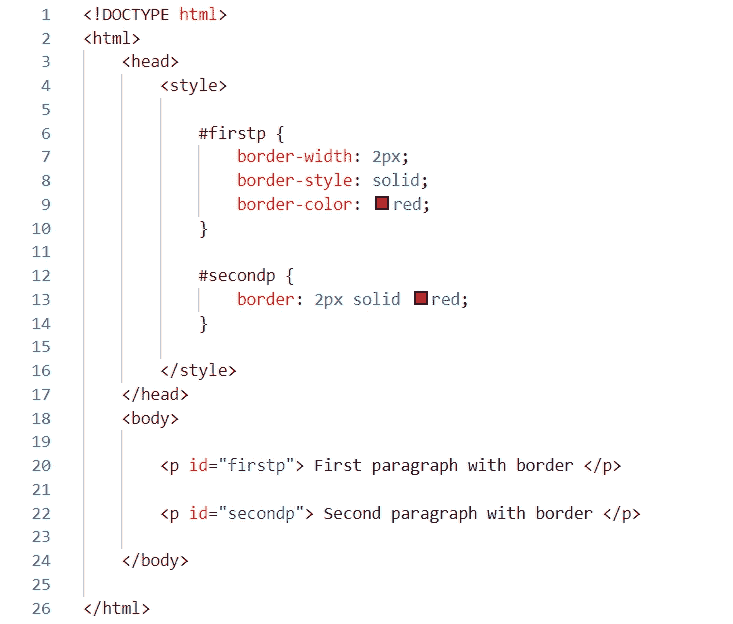 1 <!DOCTYPE html>
2 <html>
3     <head>
4         <style>
5
6             #firstp {
7                 border-width: 2px;
8                 border-style: solid;
9                 border-color: red;
10             }
11
12             #secondp {
13                 border: 2px solid red;
14             }
15
16         </style>
17     </head>
18     <body>
19
20         <p id="firstp"> First paragraph with border </p>
21
22         <p id="secondp"> Second paragraph with border </p>
23
24     </body>
25
26 </html>